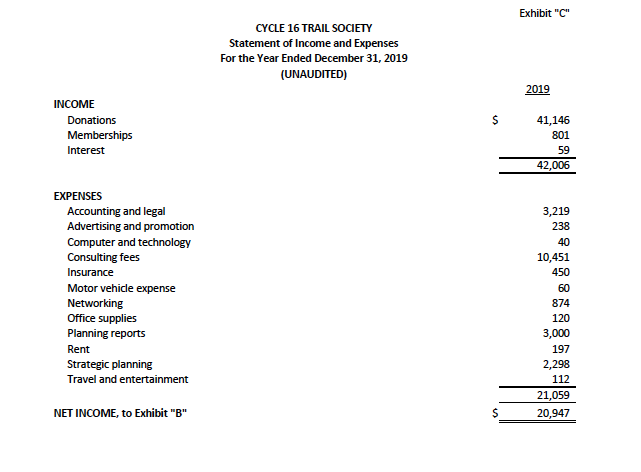 Exhibit "C"
CYCLE 16 TRAIL SOCIETY
Statement of Income and Expenses
For the Year Ended December 31, 2019
(UNAUDITED)
2019
INCOME
Donations $ 41,146
Memberships 801
Interest 59
42,006
EXPENSES
Accounting and legal 3,219
Advertising and promotion 238
Computer and technology 40
Consulting fees 10,451
Insurance 450
Motor vehicle expense 60
Networking 874
Office supplies 120
Planning reports 3,000
Rent 197
Strategic planning 2,298
Travel and entertainment 112
21,059
NET INCOME, to Exhibit "B" $ 20,947